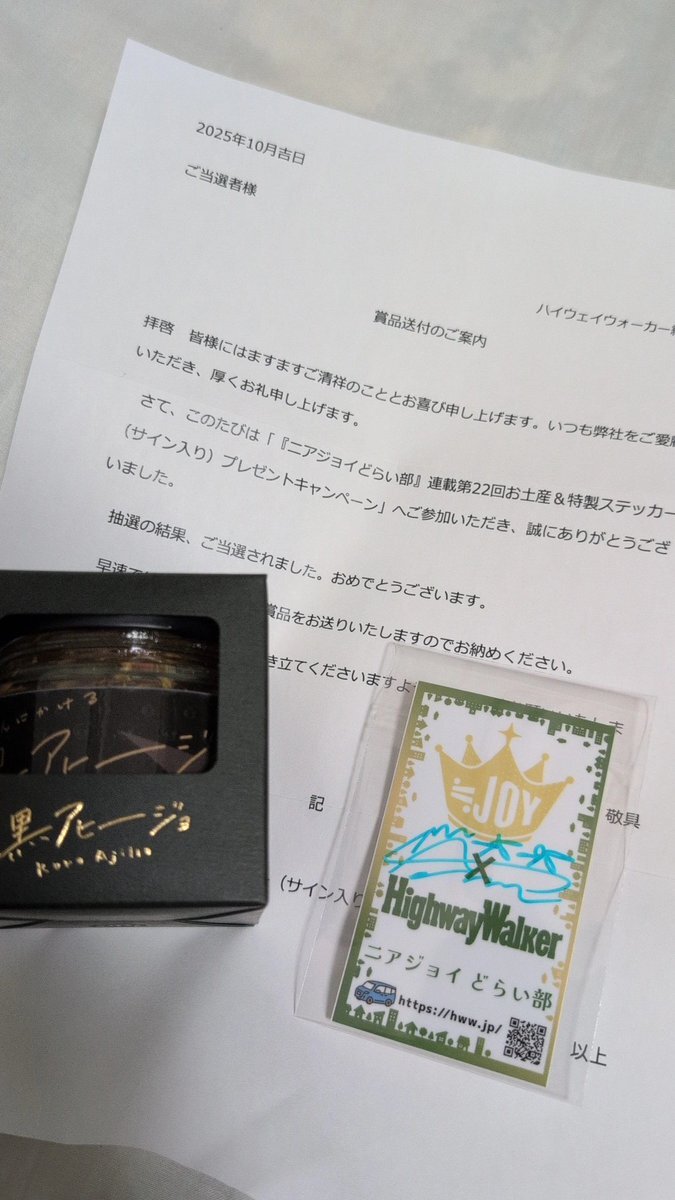 2025年10月吉日
ご当選者様
ハイウェイウォーカー
賞品送付のご案内
拝啓　皆様にはますますご清祥のこととお喜び申し上げます。いつも弊社をご愛
いただき、厚くお礼申し上げます。
さて、このたびは「『ニアジョイどらい部』連載第22回お土産＆特製ステッカー
（サイン入り）プレゼントキャンペーン」へご参加いただき、誠にありがとうござ
いました。
抽選の結果、ご当選されました。おめでとうございます。
早速
賞品をお送りいたしますのでお納めください。
き立てくださいますよ
記
敬具
（サイン入り
以上
にかける
アヒージョ
黒アヒージョ
Kuro Ajillo
≒JOY
×
HighwayWalker
ニアジョイ どらい部
https://hww.jp/